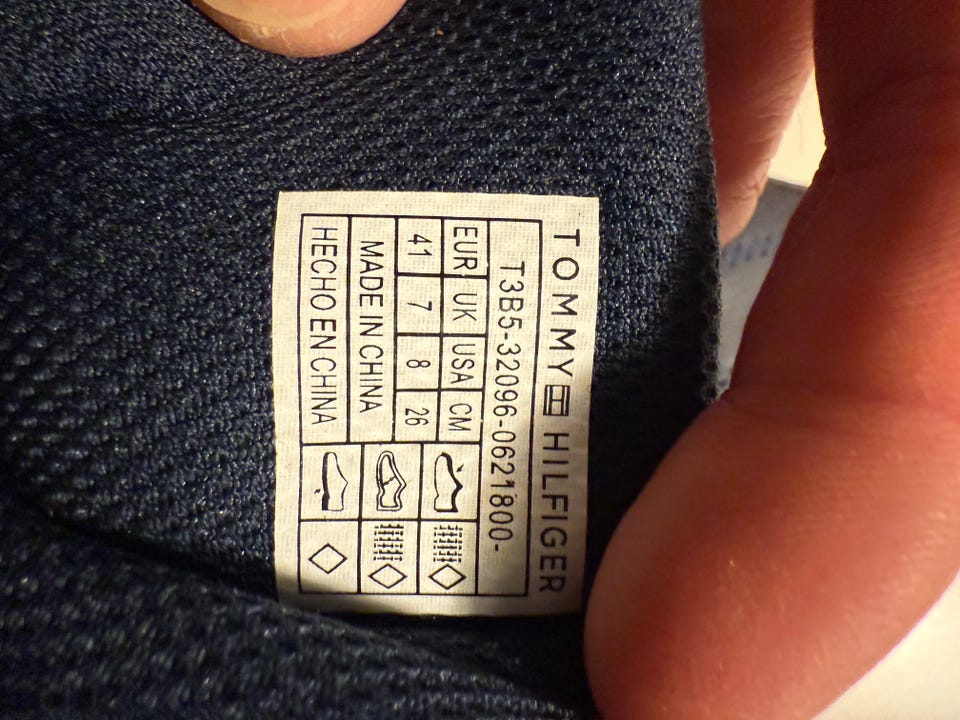 TOMMY HILFIGER
T3B5-32096-0621800-
EUR UK USA CM
41 7 8 26
MADE IN CHINA
HECHO EN CHINA